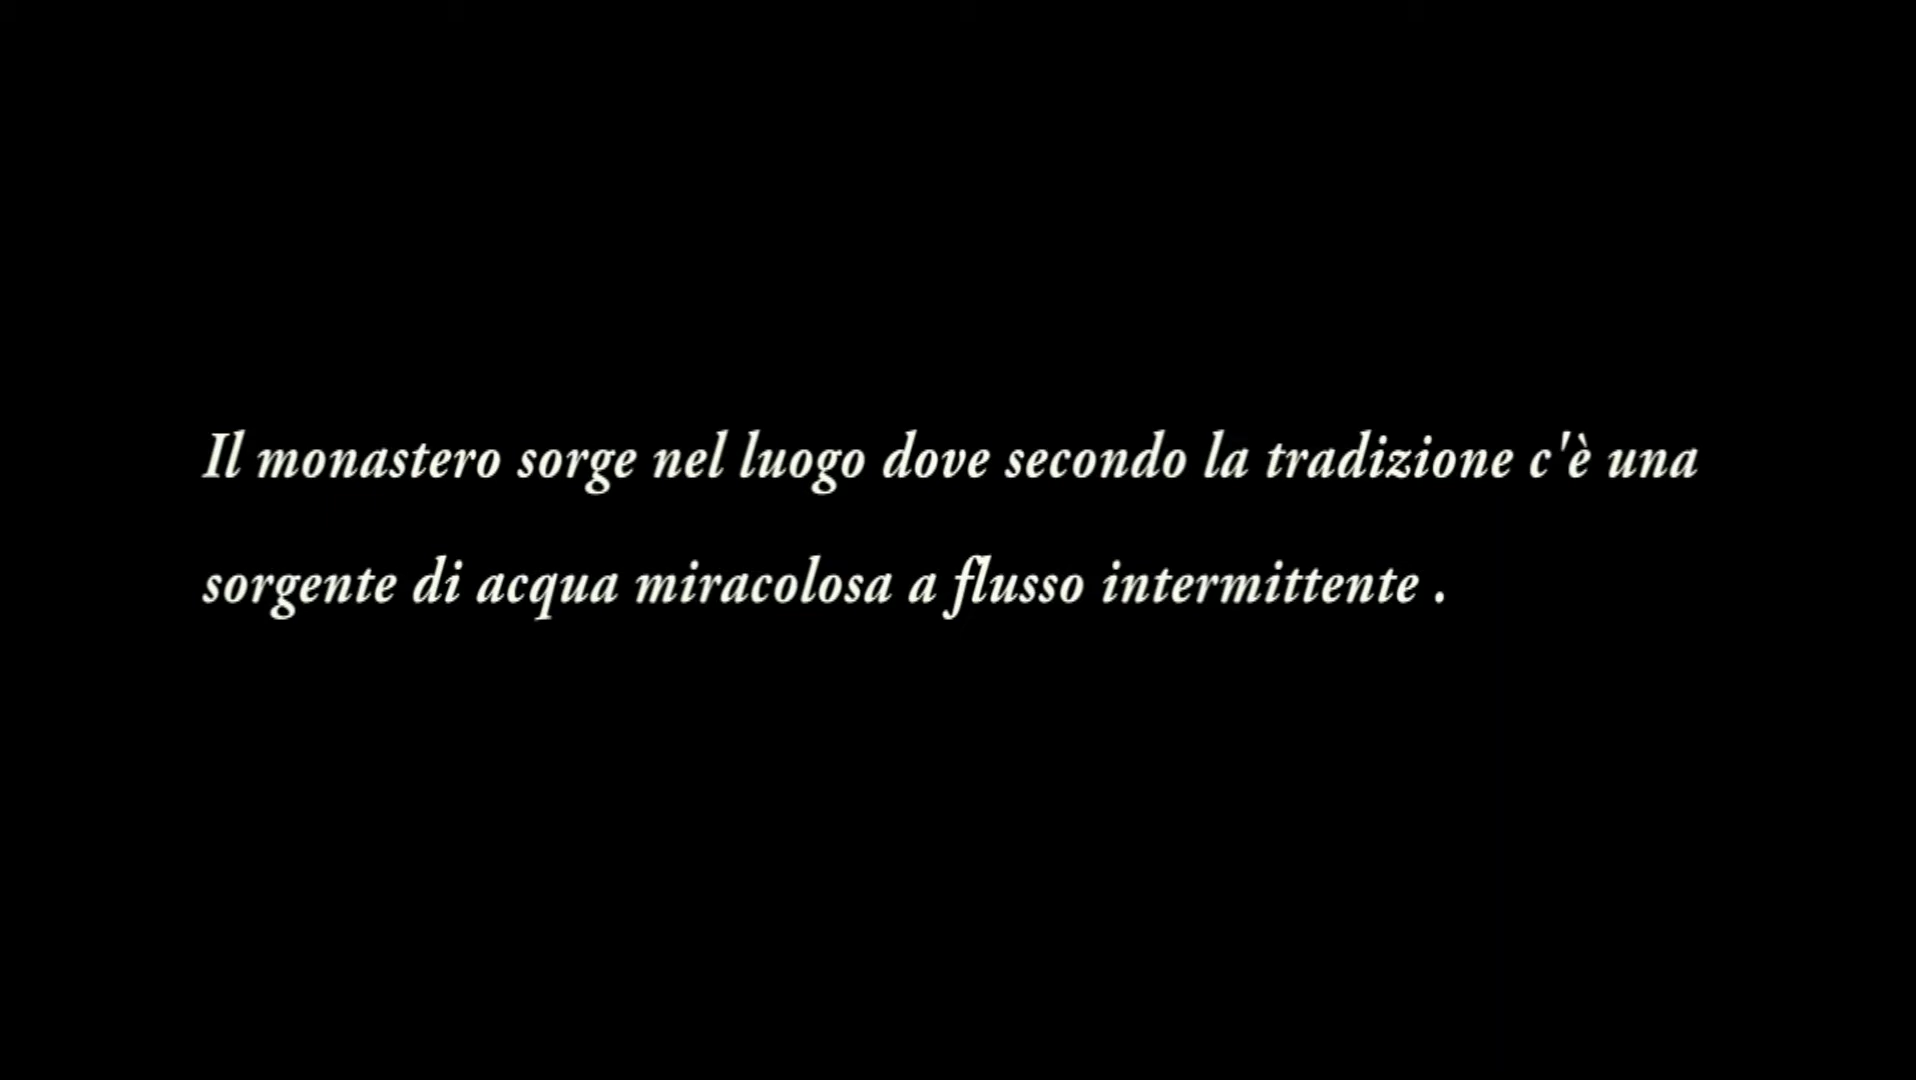 Il monastero sorge nel luogo dove secondo la tradizione c'è una
sorgente di acqua miracolosa a flusso intermittente .